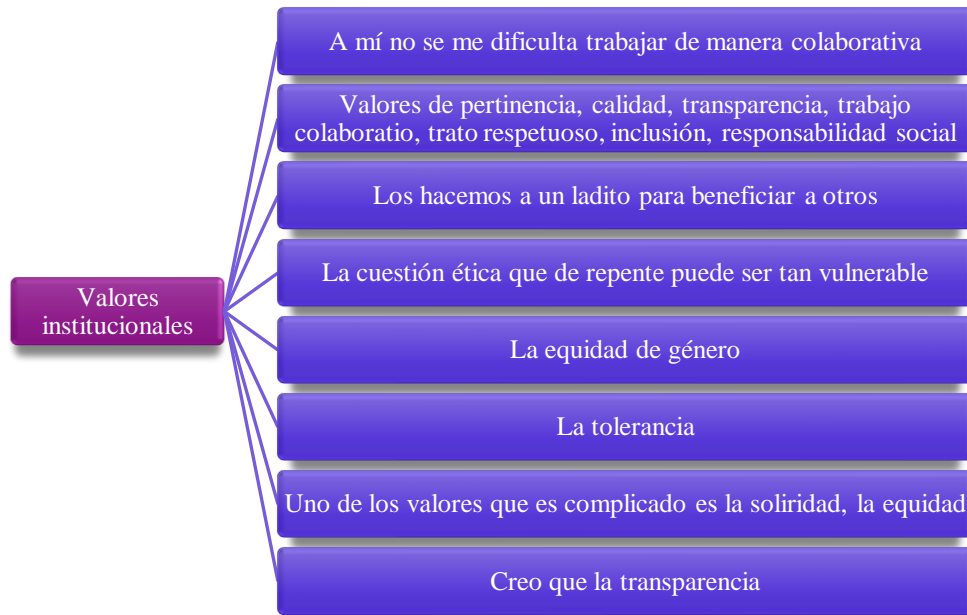 A mí no se me dificulta trabajar de manera colaborativa
Valores de pertinencia, calidad, transparencia, trabajo
colaboratio, trato respetuoso, inclusión, responsabilidad social
Los hacemos a un ladito para beneficiar a otros
La cuestión ética que de repente puede ser tan vulnerable
Valores
institucionales
La equidad de género
La tolerancia
Uno de los valores que es complicado es la soliridad, la equidad
Creo que la transparencia